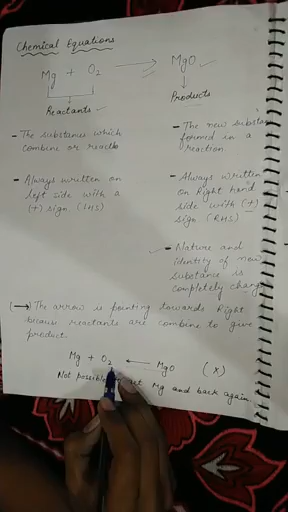 Chemical Equations
Mg + O2 → MgO
Reactants
Products
- The substance which
combine or reacts
- The new substan
formed in a
reaction
- Always written on
left side with a
(+) sign (LHS)
- Always written
on Right hand
side with (+)
sign (RHS)
- Nature and
identity of new
substance is
completely chang
(→) The arrow is pointing towards Right
because reactants are combine to give
product.
Mg + O2 ← MgO (X)
Not possible Mg and back again